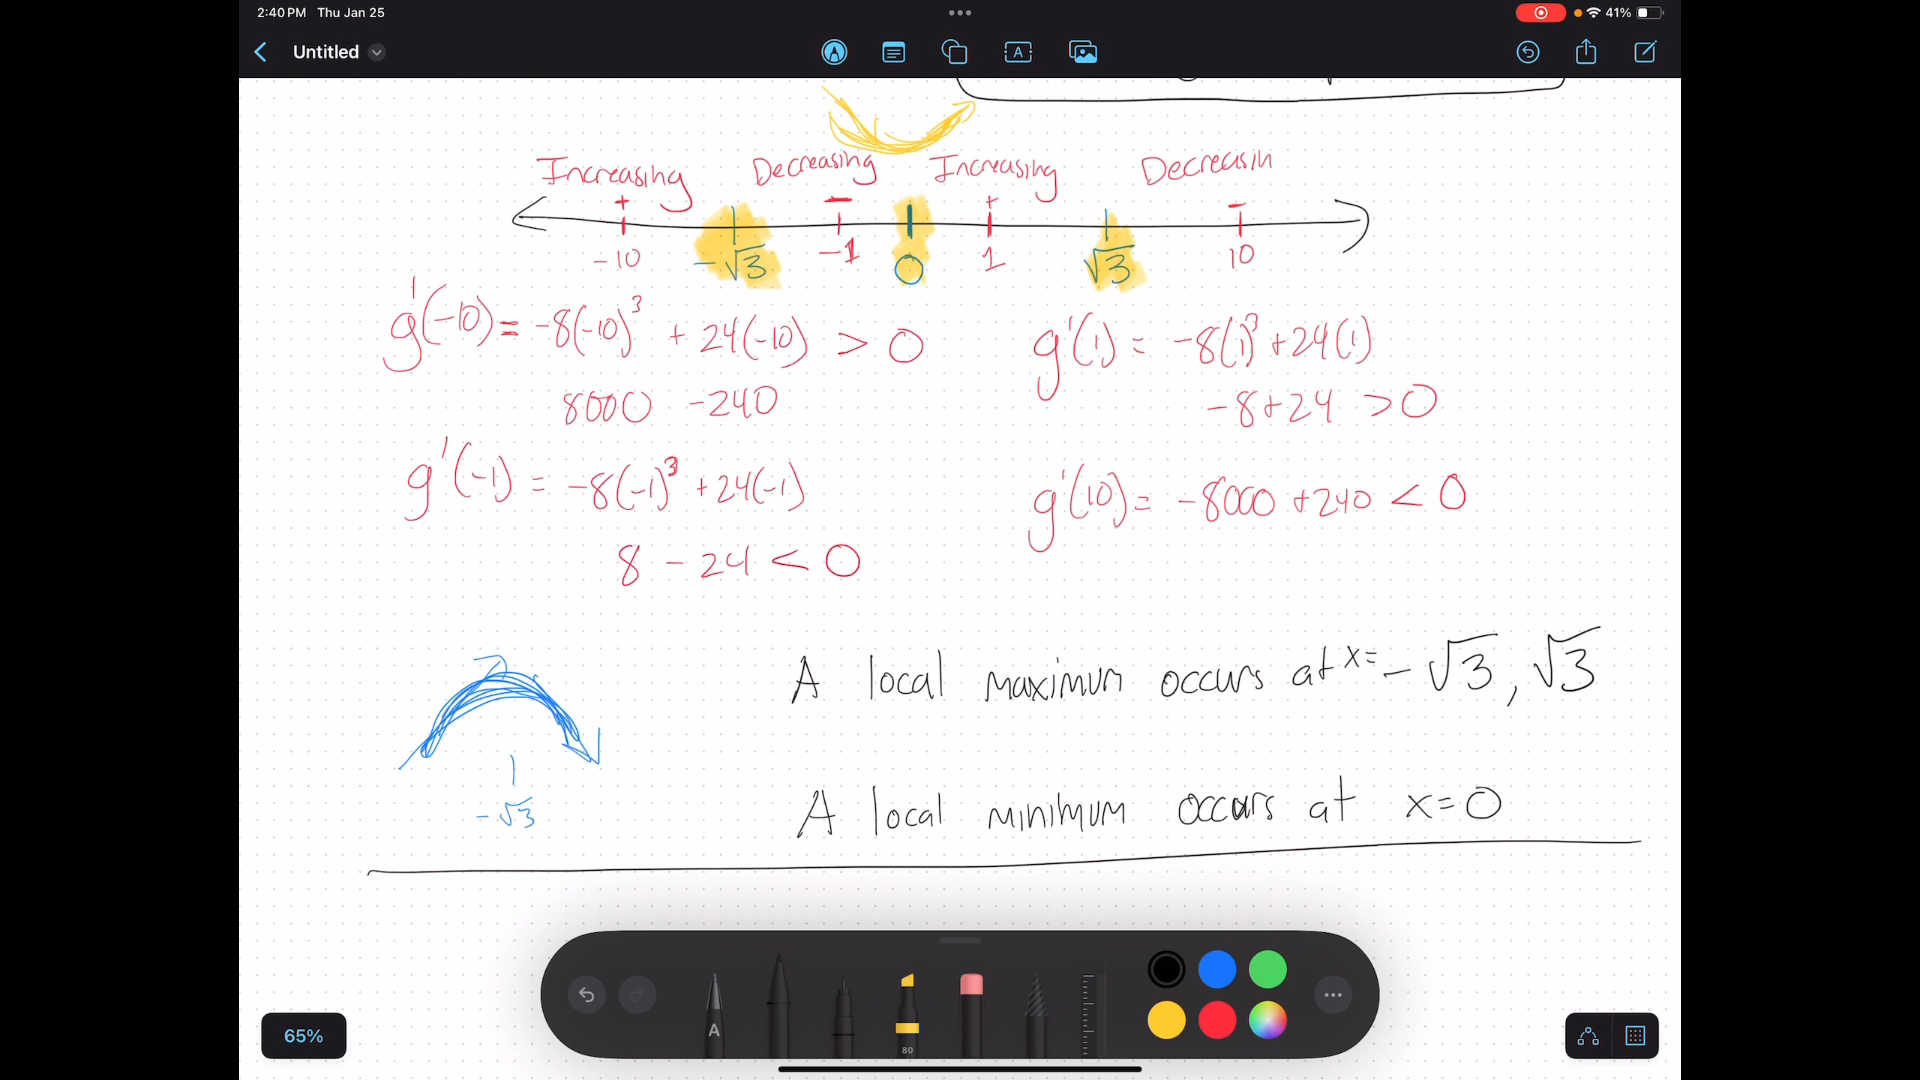 2:40 PM Thu Jan 25
41%
Untitled
Increasing Decreasing Increasing Decreasin
+ − + −
-10 -√3 -1 0 1 √3 10
g'(-10) = -8(-10)³ + 24(-10) > 0
8000 -240
g'(-1) = -8(-1)³ +24(-1)
8 - 24 < 0
g'(1) = -8(1)³ +24(1)
-8+24 >0
g'(10) = -8000 +240 < 0
A local maximum occurs at x= -√3, √3
-√3
A local minimum occurs at x=0
A
80
65%